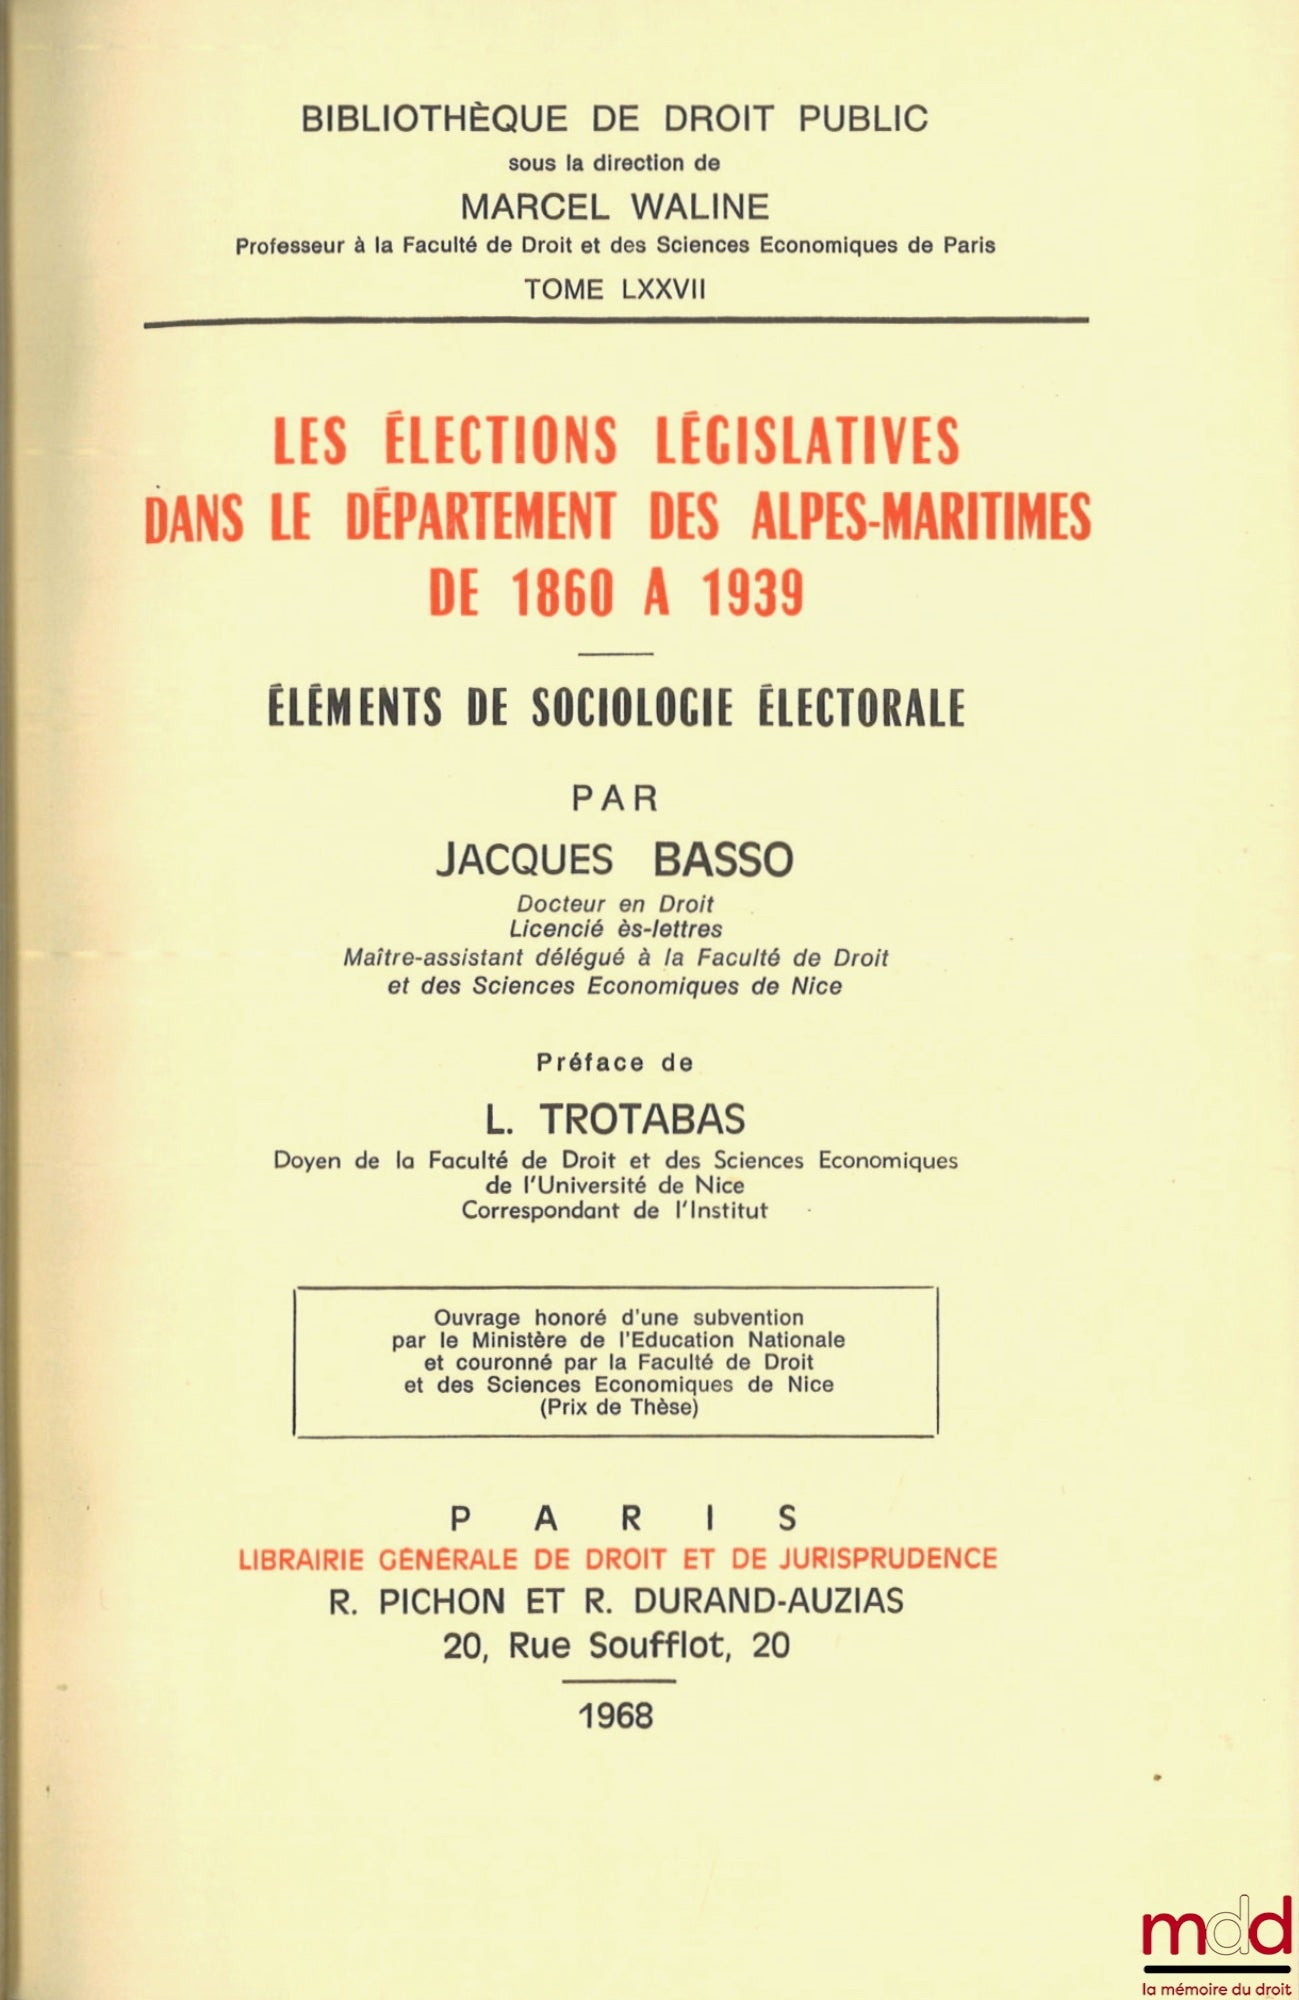 BIBLIOTHÈQUE DE DROIT PUBLIC
sous la direction de
MARCEL WALINE
Professeur à la Faculté de Droit et des Sciences Economiques de Paris
TOME LXXVII
LES ÉLECTIONS LÉGISLATIVES
DANS LE DÉPARTEMENT DES ALPES-MARITIMES
DE 1860 A 1939
ÉLÉMENTS DE SOCIOLOGIE ÉLECTORALE
PAR
JACQUES BASSO
Docteur en Droit
Licencié ès-lettres
Maître-assistant délégué à la Faculté de Droit
et des Sciences Economiques de Nice
Préface de
L. TROTABAS
Doyen de la Faculté de Droit et des Sciences Economiques
de l'Université de Nice
Correspondant de l'Institut
Ouvrage honoré d'une subvention
par le Ministère de l'Education Nationale
et couronné par la Faculté de Droit
et des Sciences Economiques de Nice
(Prix de Thèse)
PARIS
LIBRAIRIE GÉNÉRALE DE DROIT ET DE JURISPRUDENCE
R. PICHON ET R. DURAND-AUZIAS
20, Rue Soufflot, 20
1968
mdd
la mémoire du droit